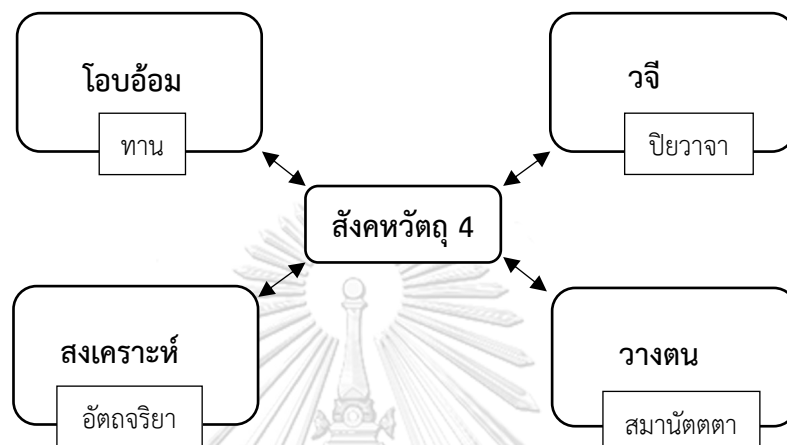 โอบอ้อม
ทาน
วจี
ปิยวาจา
สังคหวัตถุ 4
สงเคราะห์
อัตถจริยา
วางตน
สมานัตตตา